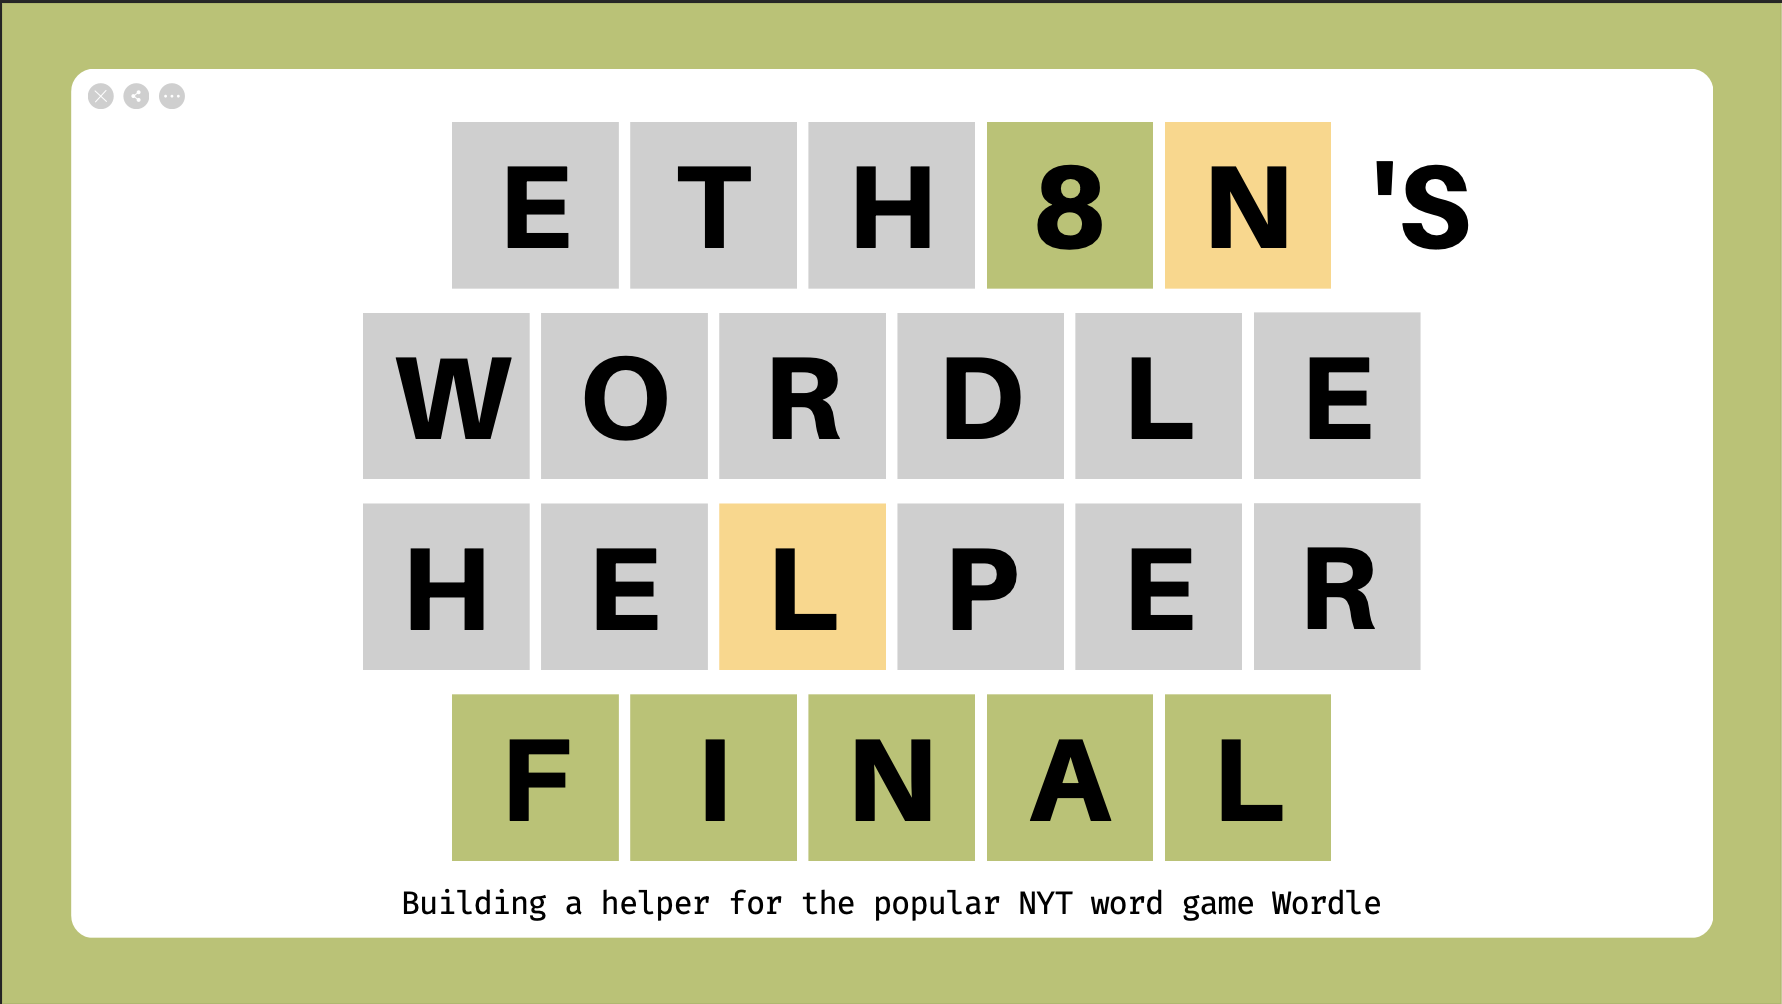 ETH8N'S
WORDLE
HELPER
FINAL
Building a helper for the popular NYT word game Wordle